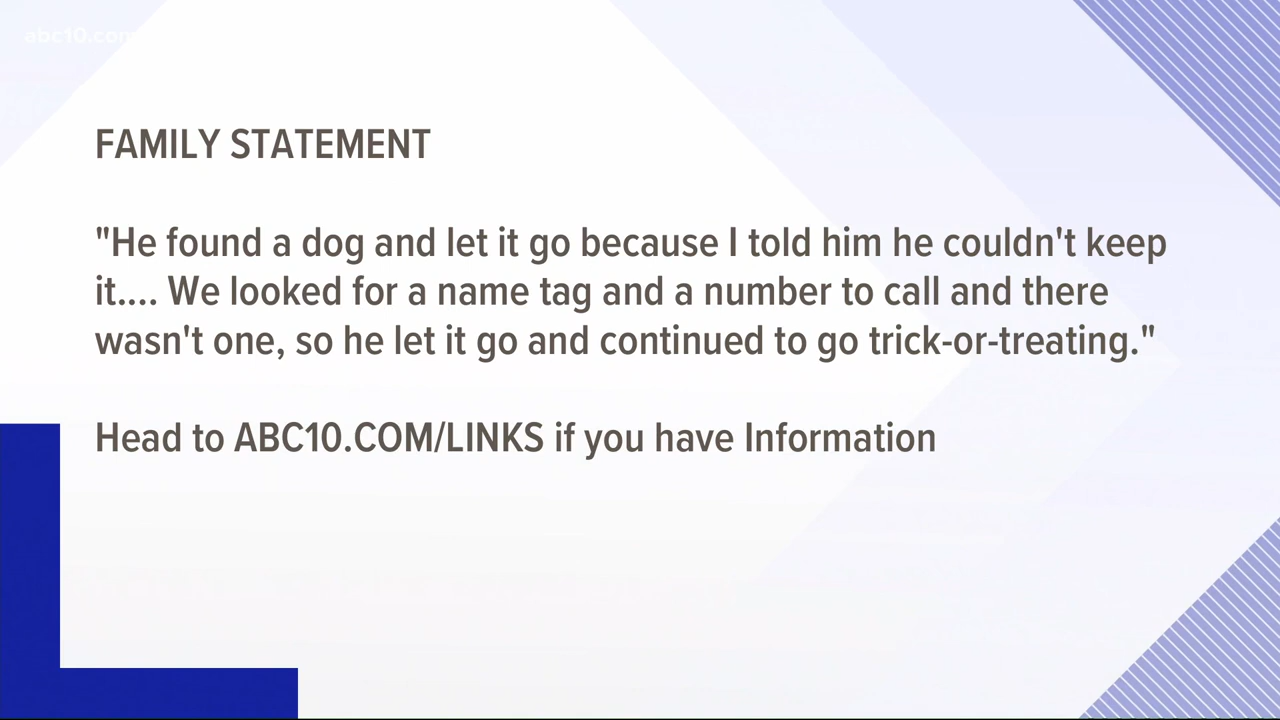 abc10.com
FAMILY STATEMENT
"He found a dog and let it go because I told him he couldn't keep
it.... We looked for a name tag and a number to call and there
wasn't one, so he let it go and continued to go trick-or-treating."
Head to ABC10.COM/LINKS if you have Information